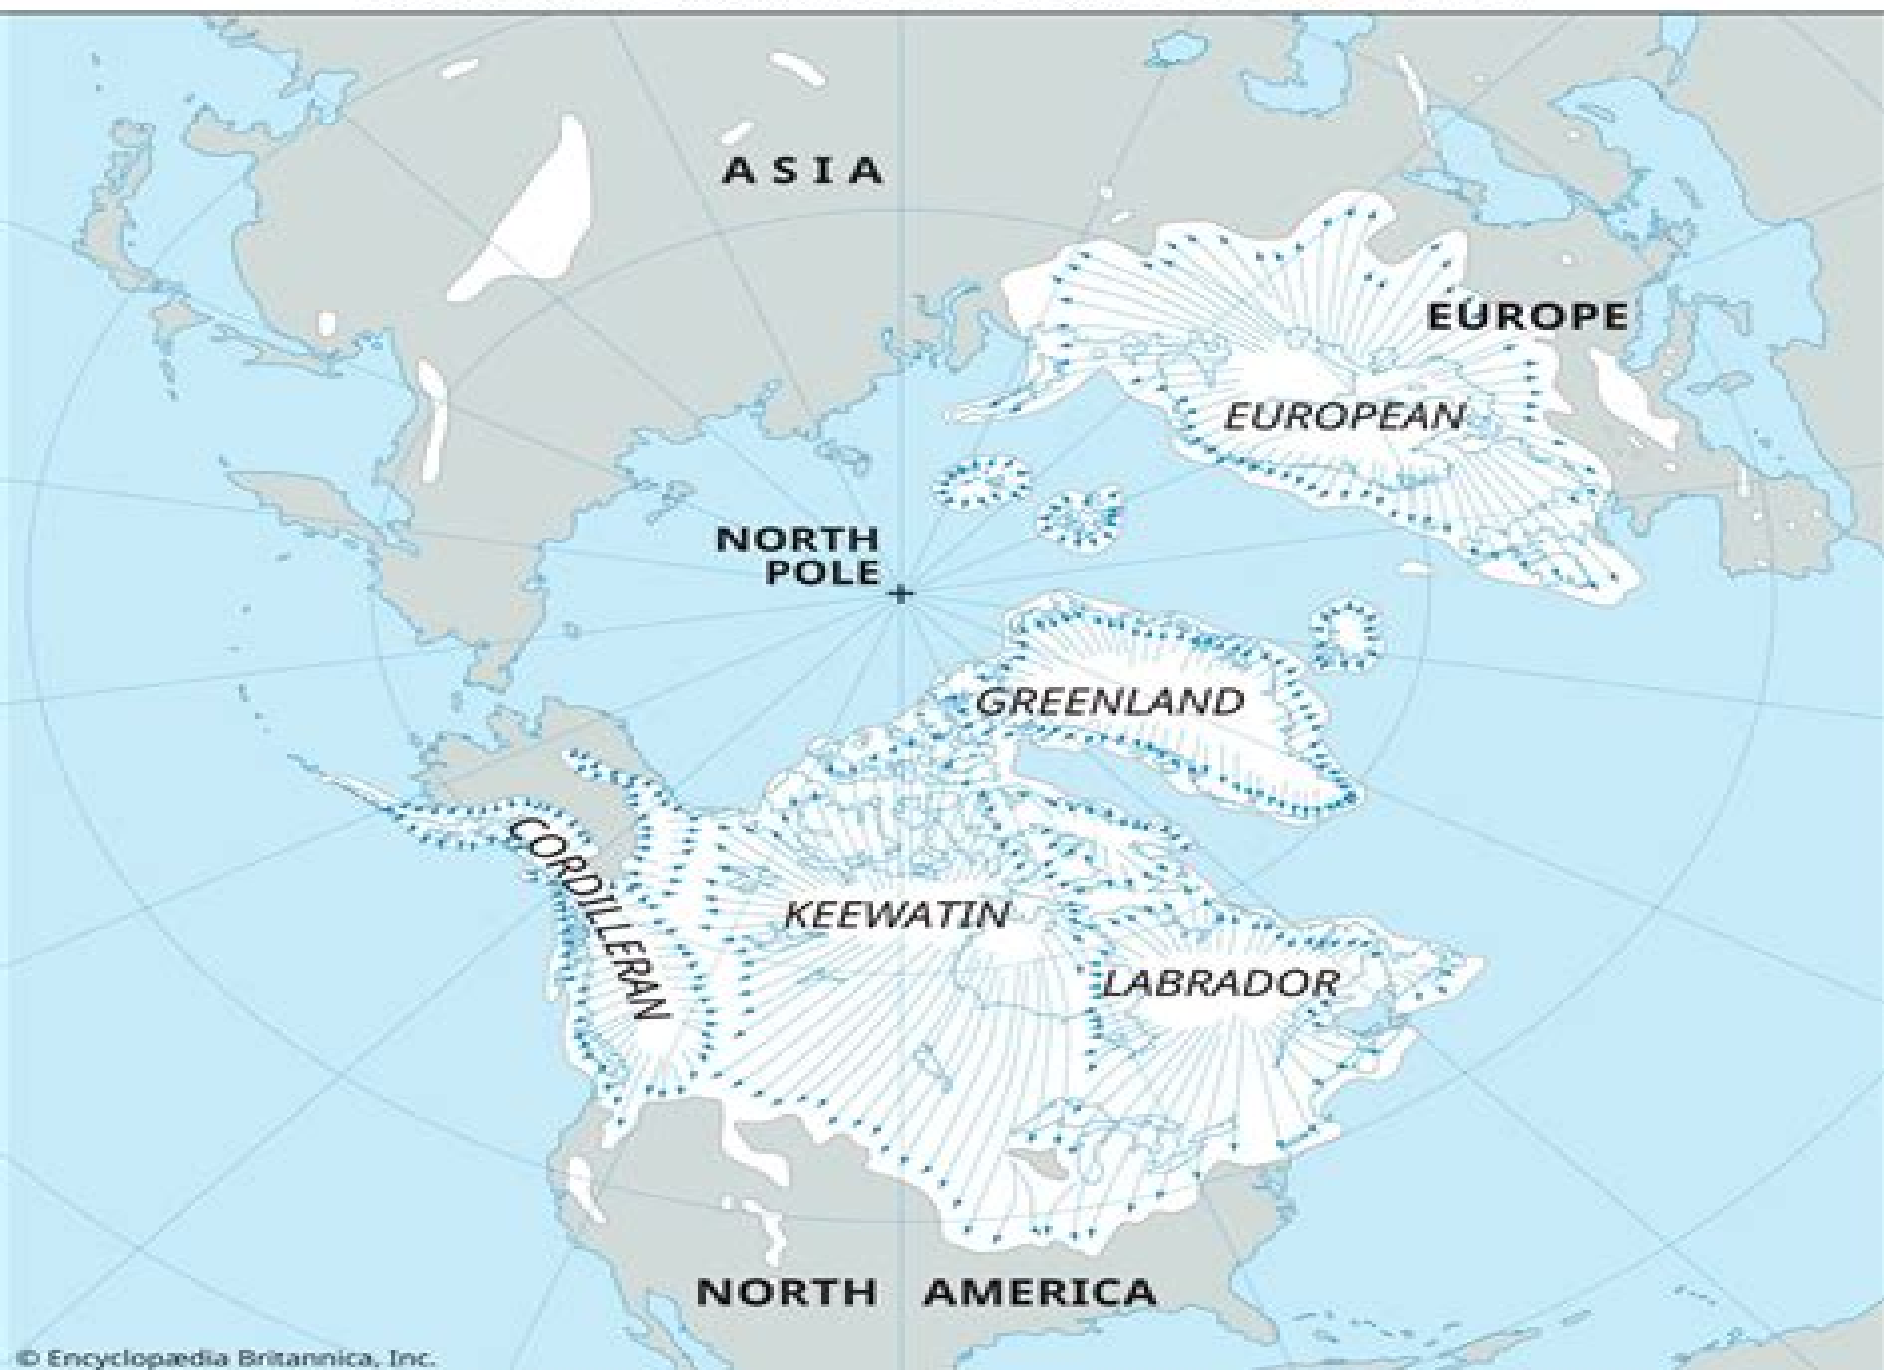 ASIA
EUROPE
EUROPEAN
NORTH
POLE
GREENLAND
CORDILLERAN
KEEWATIN
LABRADOR
NORTH AMERICA
© Encyclopædia Britannica, Inc.